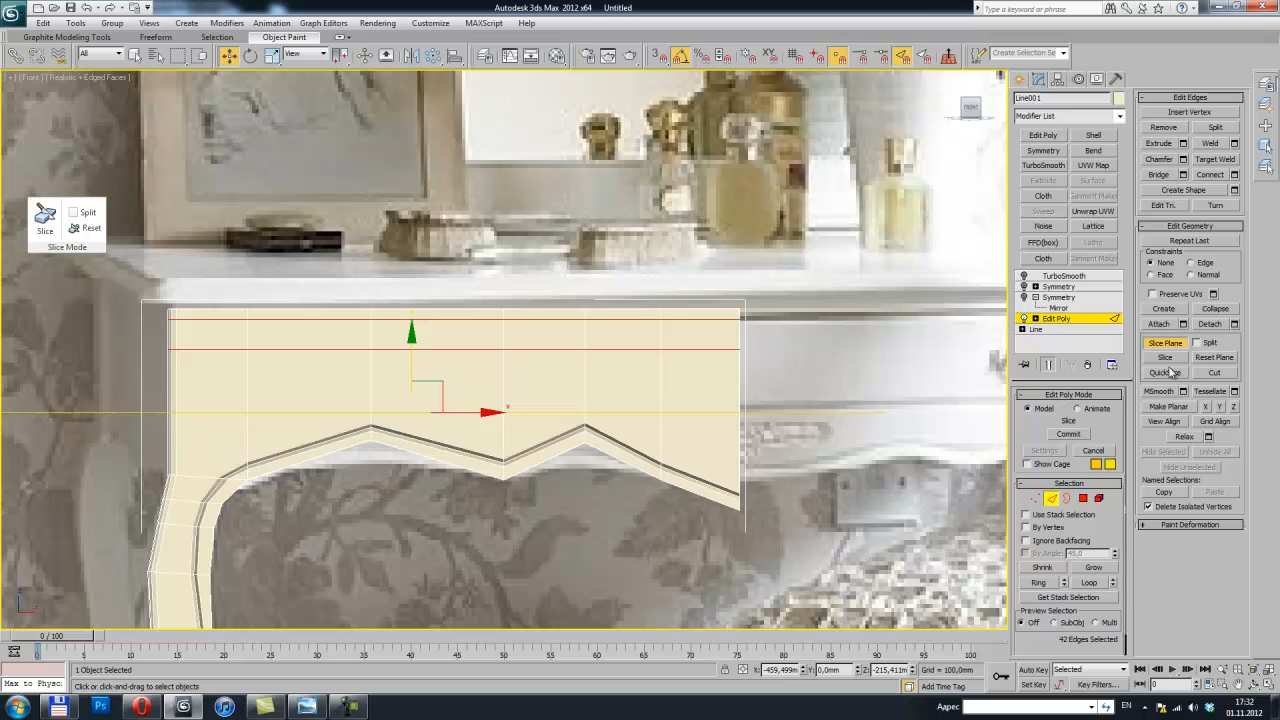 Autodesk 3ds Max 2012 x64    Untitled
Type a keyword or phrase
Edit Tools Group Views Create Modifiers Animation Graph Editors Rendering Customize MAXScript Help
Graphite Modeling Tools Freeform Selection Object Paint
All View Create Selection Se
[ + ] [ Front ] [ Realistic + Edged Faces ]
FRONT
Slice
Split
Reset
Slice Mode
x
Line001
Modifier List
Edit Poly Shell
Symmetry Bend
TurboSmooth UVW Map
Extrude Surface
Cloth Garment Maker
Sweep Unwrap UVW
Noise Lattice
FFD(box) Lathe
Cloth Garment Maker
TurboSmooth
Symmetry
Symmetry
Mirror
Edit Poly
Line
Edit Poly Mode
Model Animate
Slice
Commit
Settings Cancel
Show Cage
Selection
Use Stack Selection
By Vertex
Ignore Backfacing
By Angle: 45,0
Shrink Grow
Ring Loop
Get Stack Selection
Preview Selection
Off SubObj Multi
42 Edges Selected
Edit Edges
Insert Vertex
Remove Split
Extrude Weld
Chamfer Target Weld
Bridge Connect
Create Shape
Edit Tri. Turn
Edit Geometry
Repeat Last
Constraints
None Edge
Face Normal
Preserve UVs
Create Collapse
Attach Detach
Slice Plane Split
Slice Reset Plane
Cut
MSmooth Tessellate
Make Planar X Y Z
View Align Grid Align
Relax
Hide Selected Unhide All
Hide Unselected
Named Selections:
Copy Paste
Delete Isolated Vertices
Paint Deformation
0 / 100
0 5 10 15 20 25 30 35 40 45 50 55 60 65 70 75 80 85 90 95 100
Max to Physc
1 Object Selected
Click or click-and-drag to select objects
X: -459,499m Y: 0,0mm Z: -215,411m Grid = 100,0mm
Add Time Tag
Auto Key Selected
Set Key Key Filters...
0
Адрес
EN
17:32
01.11.2012